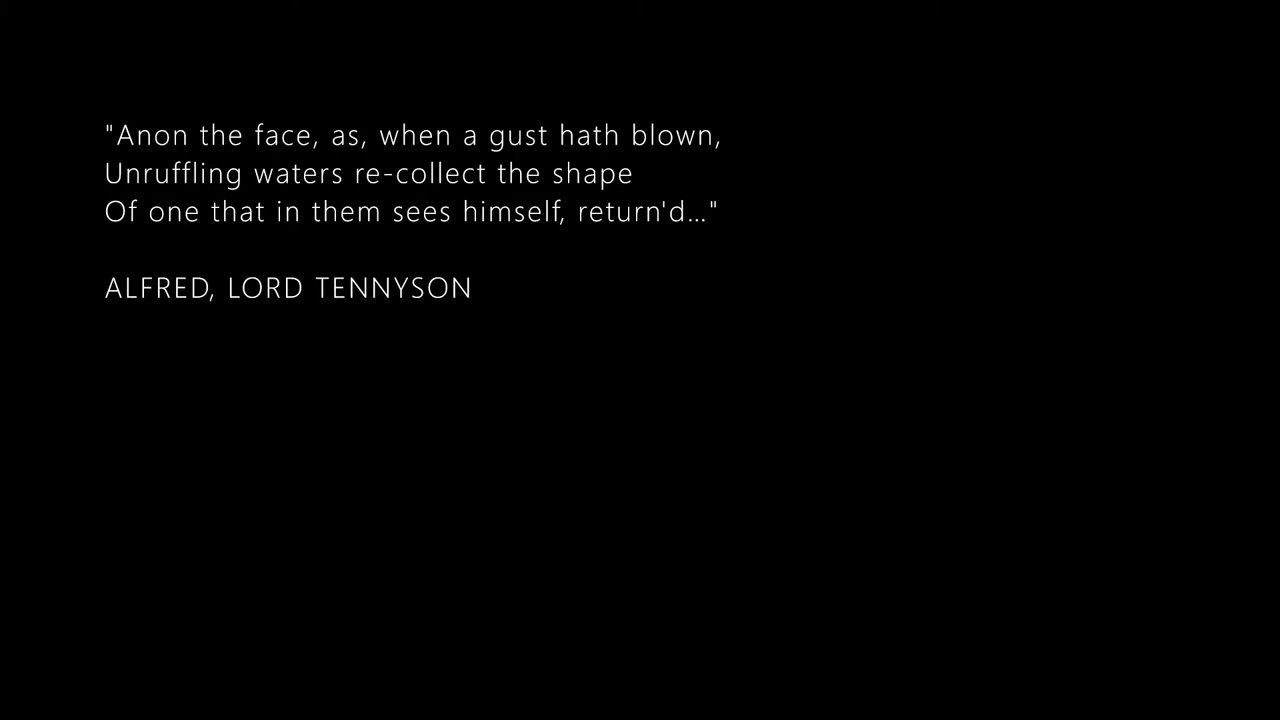 "Anon the face, as, when a gust hath blown,
Unruffling waters re-collect the shape
Of one that in them sees himself, return'd..."
ALFRED, LORD TENNYSON